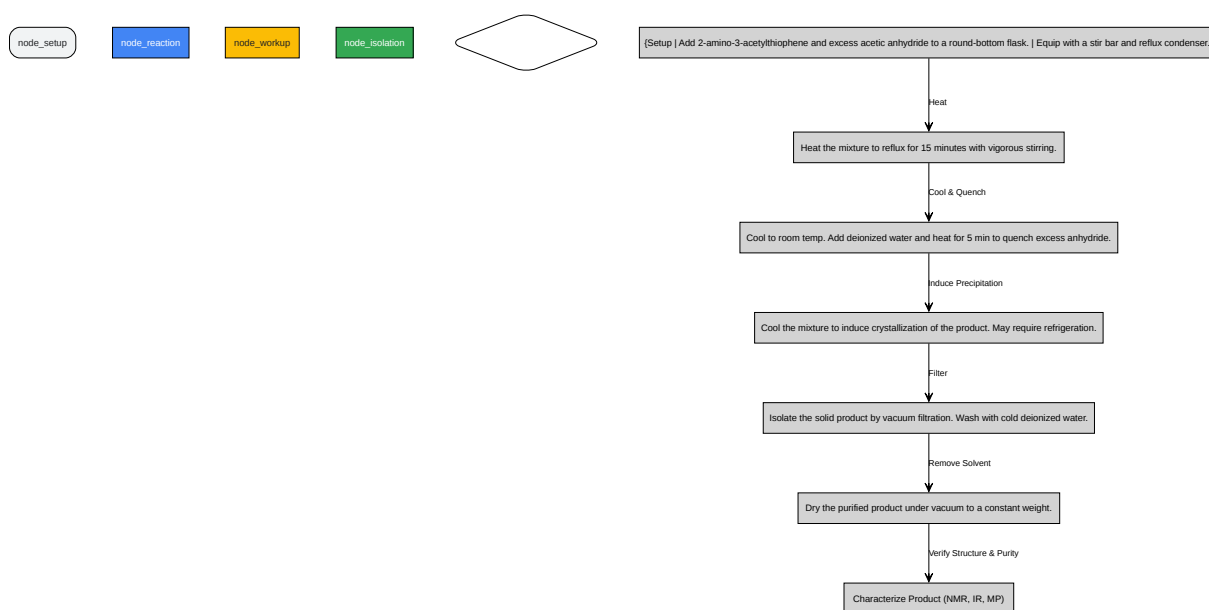 node_setup
node_reaction
node_workup
node_isolation
{Setup | Add 2-amino-3-acetylthiophene and excess acetic anhydride to a round-bottom flask. | Equip with a stir bar and reflux condenser.
Heat
Heat the mixture to reflux for 15 minutes with vigorous stirring.
Cool & Quench
Cool to room temp. Add deionized water and heat for 5 min to quench excess anhydride.
Induce Precipitation
Cool the mixture to induce crystallization of the product. May require refrigeration.
Filter
Isolate the solid product by vacuum filtration. Wash with cold deionized water.
Remove Solvent
Dry the purified product under vacuum to a constant weight.
Verify Structure & Purity
Characterize Product (NMR, IR, MP)